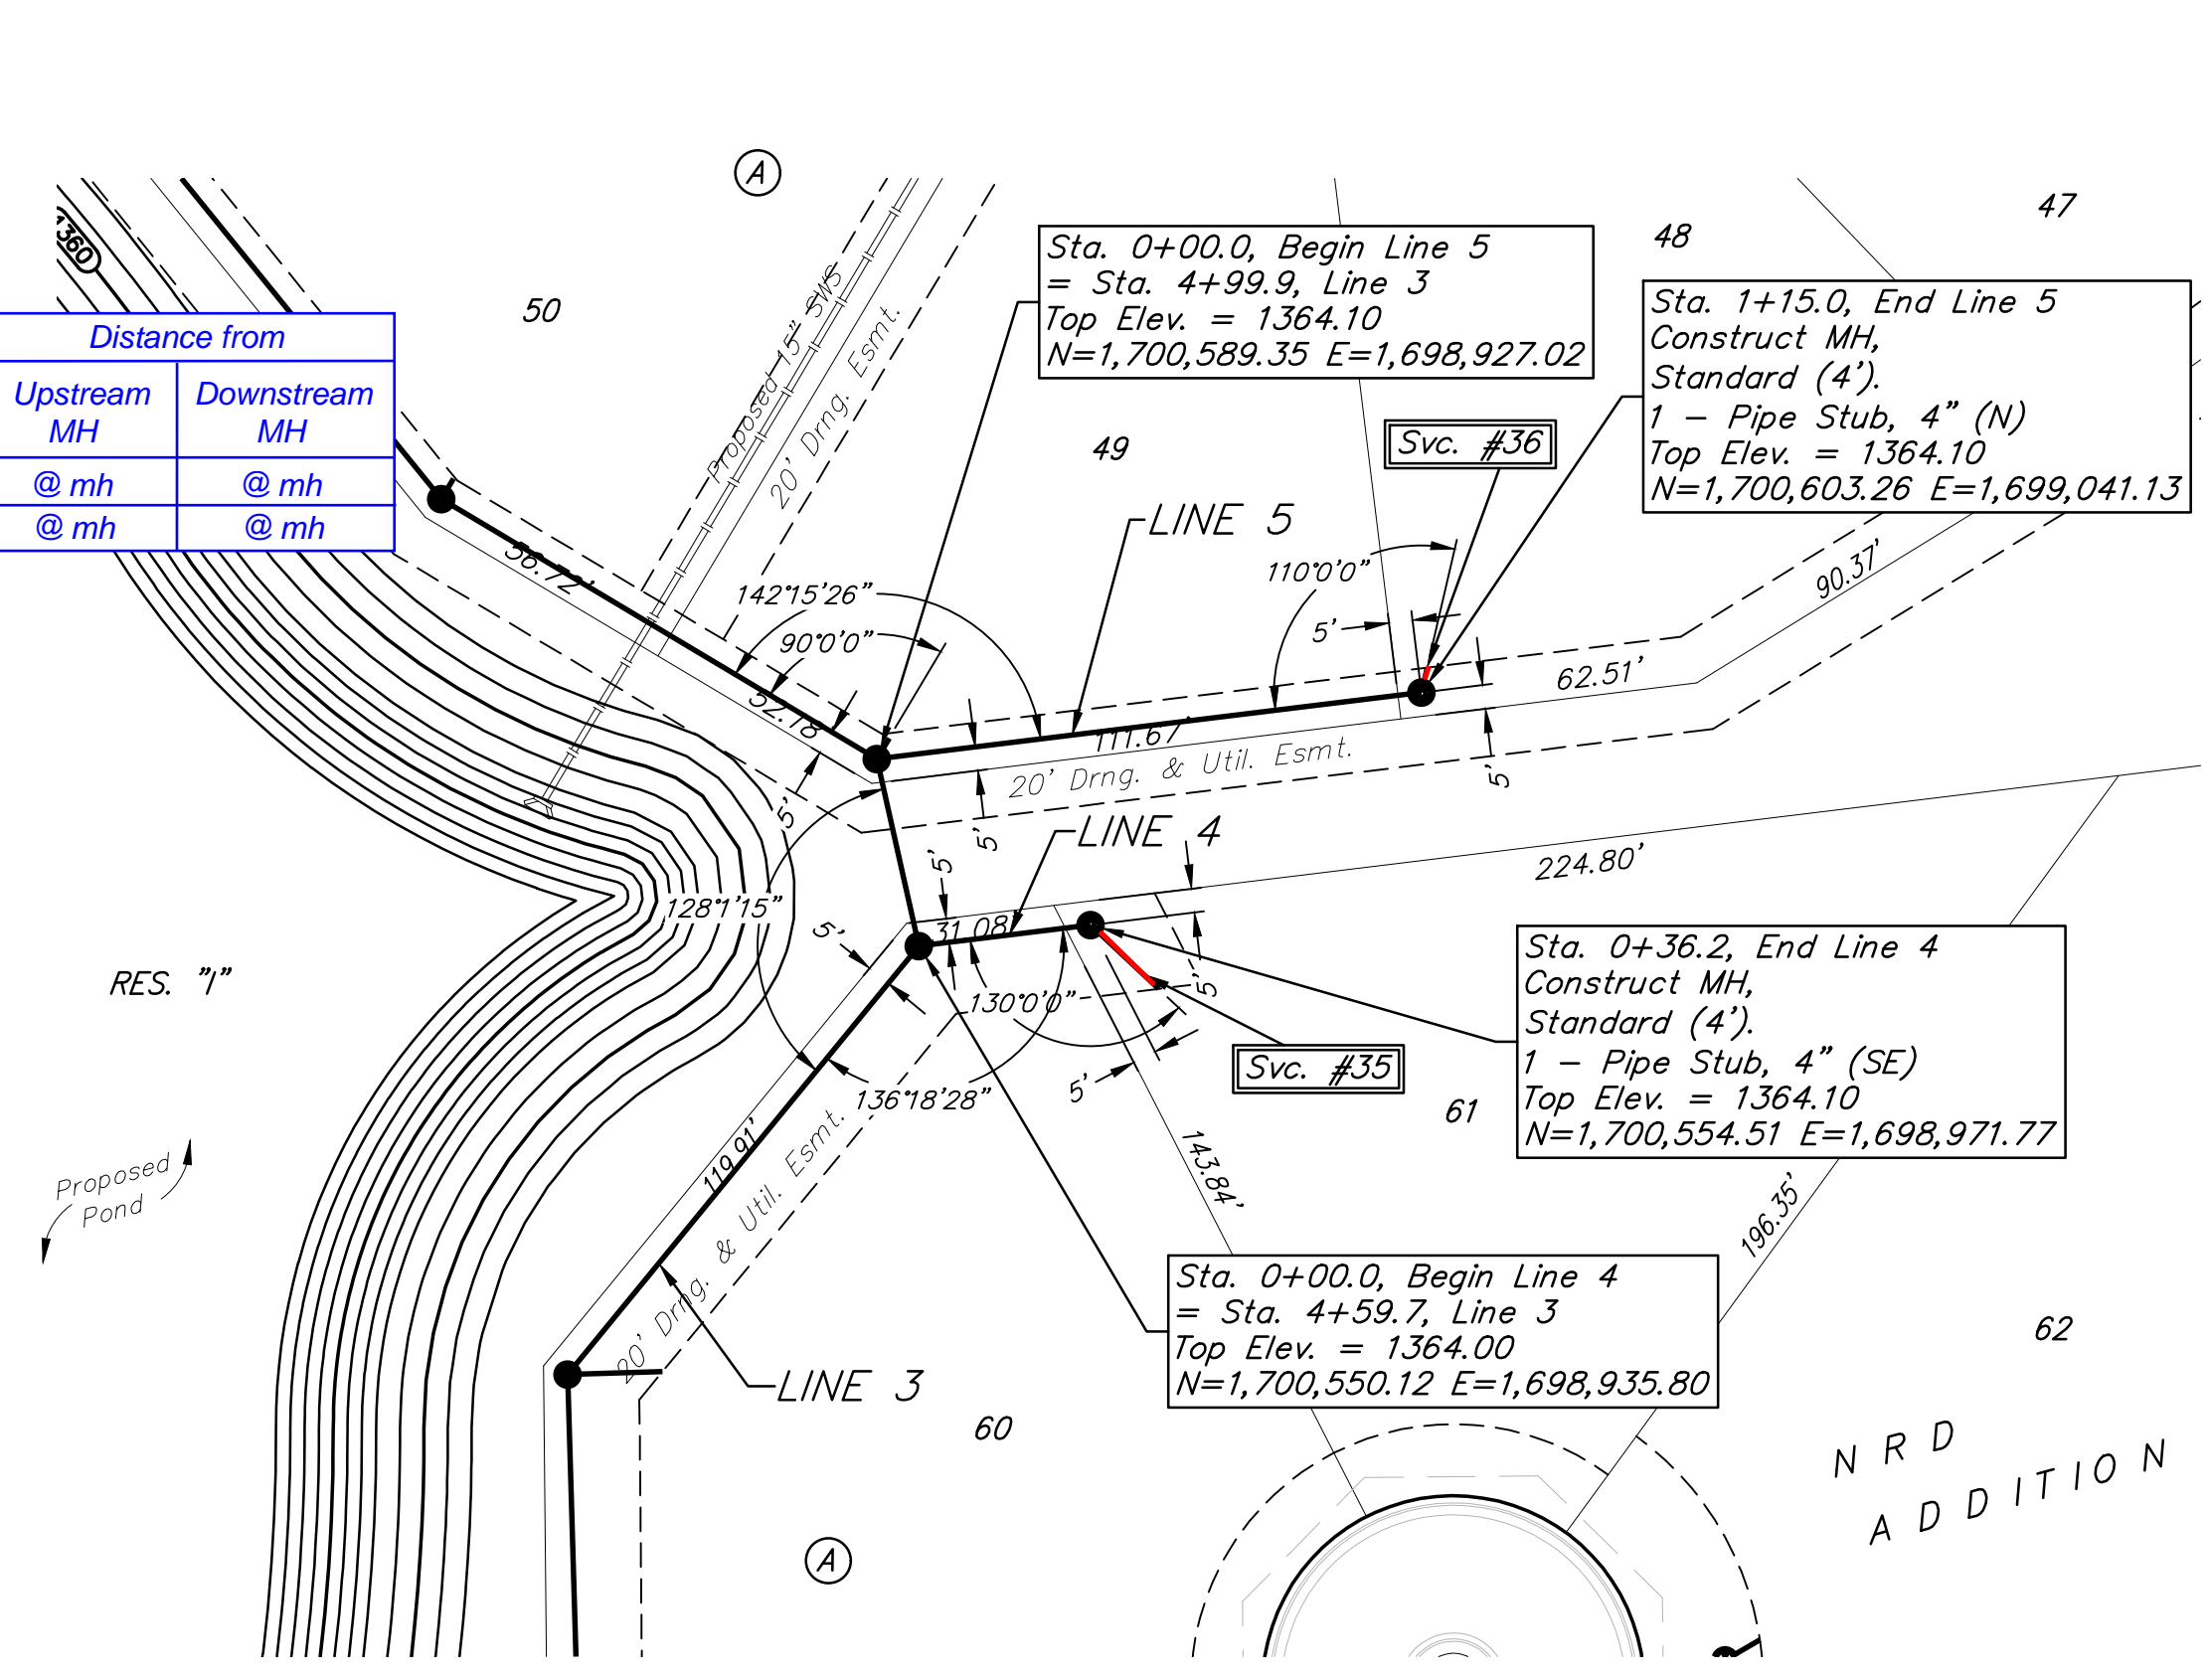 A
47
48
1360
50
Proposed 15" SWS
20' Drng. Esmt.
Sta. 0+00.0, Begin Line 5
= Sta. 4+99.9, Line 3
Top Elev. = 1364.10
N=1,700,589.35 E=1,698,927.02
Sta. 1+15.0, End Line 5
Construct MH,
Standard (4').
1 - Pipe Stub, 4" (N)
Top Elev. = 1364.10
N=1,700,603.26 E=1,699,041.13
Distance from
Upstream MH
Downstream MH
@ mh @ mh
@ mh @ mh
49
Svc. #36
LINE 5
56.72'
142°15'26"
90°0'0"
110°0'0"
5'
90.37'
62.51'
52.78'
111.67'
20' Drng. & Util. Esmt.
5'
5'
5'
LINE 4
5'
224.80'
128°1'15"
31.08'
5'
RES. "1"
130°0'0"
5'
Svc. #35
5'
136°18'28"
61
Sta. 0+36.2, End Line 4
Construct MH,
Standard (4').
1 - Pipe Stub, 4" (SE)
Top Elev. = 1364.10
N=1,700,554.51 E=1,698,971.77
119.91'
20' Drng. & Util. Esmt.
143.84'
196.35'
Proposed
Pond
Sta. 0+00.0, Begin Line 4
= Sta. 4+59.7, Line 3
Top Elev. = 1364.00
N=1,700,550.12 E=1,698,935.80
62
LINE 3
60
NRD
ADDITION
A